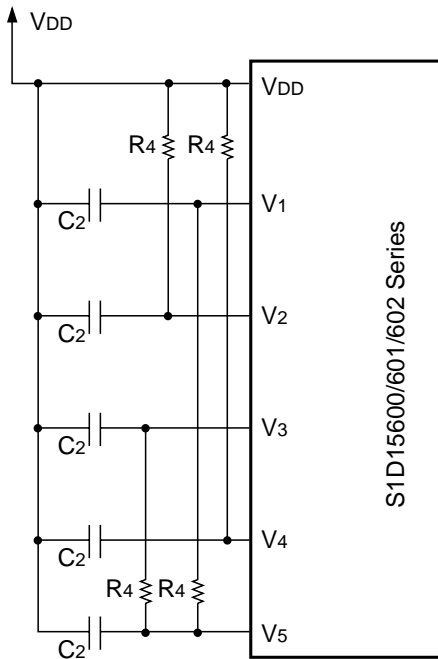 VDD
VDD
R4 R4
C2
V1
C2
V2
C2
V3
C2
V4
R4 R4
C2
V5
S1D15600/601/602 Series